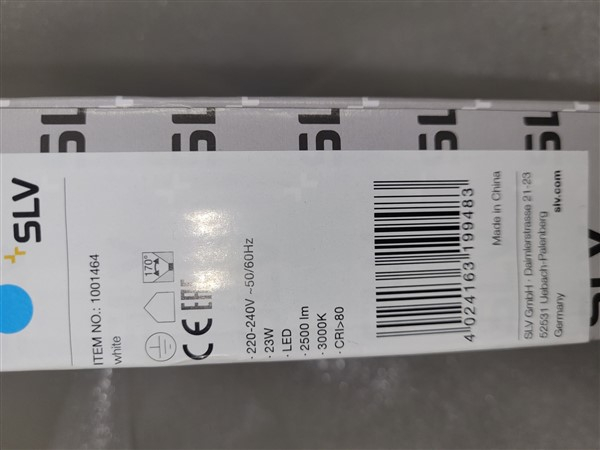 SLV
ITEM NO.: 1001464
white
170°
CE EAC
· 220-240V ~50/60Hz
· 23W
· LED
· 2500 lm
· 3000K
· CRI>80
4 024163 199483
Made in China
SLV GmbH · Daimlerstrasse 21-23
52531 Uebach-Palenberg
Germany
slv.com
SLV
SLV
SLV
SLV
SLV